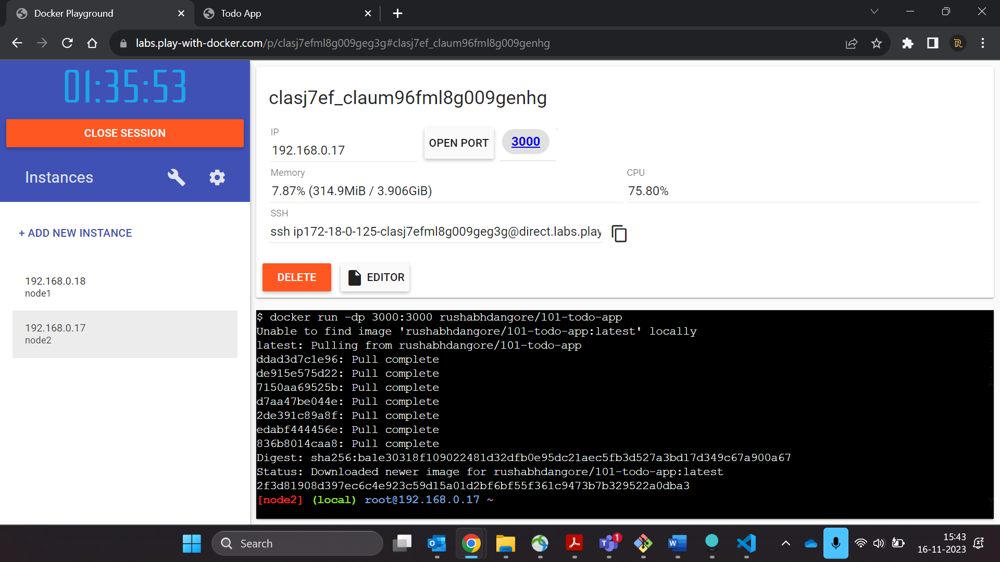 Docker Playground
Todo App
labs.play-with-docker.com/p/clasj7efml8g009geg3g#clasj7ef_claum96fml8g009genhg
01:35:53
CLOSE SESSION
Instances
+ ADD NEW INSTANCE
192.168.0.18
node1
192.168.0.17
node2
clasj7ef_claum96fml8g009genhg
IP
192.168.0.17
OPEN PORT
3000
Memory
7.87% (314.9MiB / 3.906GiB)
CPU
75.80%
SSH
ssh ip172-18-0-125-clasj7efml8g009geg3g@direct.labs.play
DELETE
EDITOR
$ docker run -dp 3000:3000 rushabhdangore/101-todo-app
Unable to find image 'rushabhdangore/101-todo-app:latest' locally
latest: Pulling from rushabhdangore/101-todo-app
ddad3d7c1e96: Pull complete
de915e575d22: Pull complete
7150aa69525b: Pull complete
d7aa47be044e: Pull complete
2de391c89a8f: Pull complete
edabf444456e: Pull complete
836b8014caa8: Pull complete
Digest: sha256:ba1e30318f109022481d32dfb0e95dc21aec5fb3d527a3bd17d349c67a900a67
Status: Downloaded newer image for rushabhdangore/101-todo-app:latest
2f3d81908d397ec6c4e923c59d15a01d2bf6bf55f361c9473b7b329522a0dba3
[node2] (local) root@192.168.0.17 ~
Search
1
15:43
16-11-2023